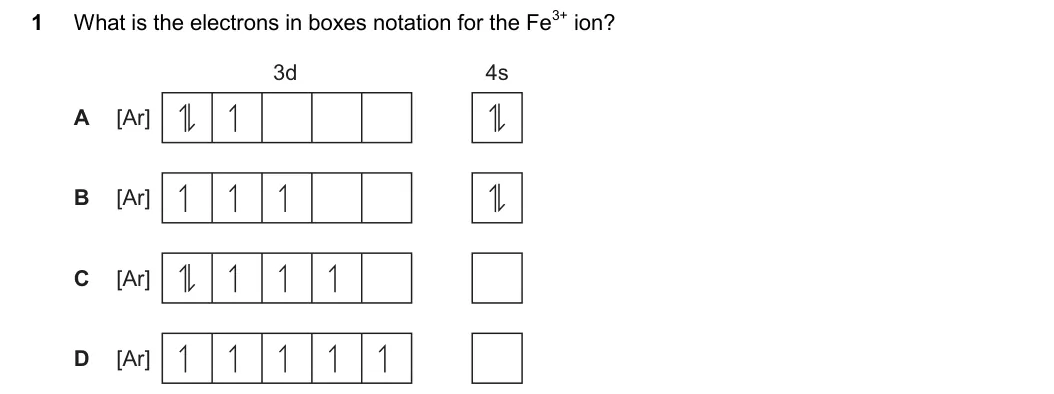 1 What is the electrons in boxes notation for the Fe³⁺ ion?
3d 4s
A [Ar] ⥮ ↿ ⥮
B [Ar] ↿ ↿ ↿ ⥮
C [Ar] ⥮ ↿ ↿ ↿
D [Ar] ↿ ↿ ↿ ↿ ↿